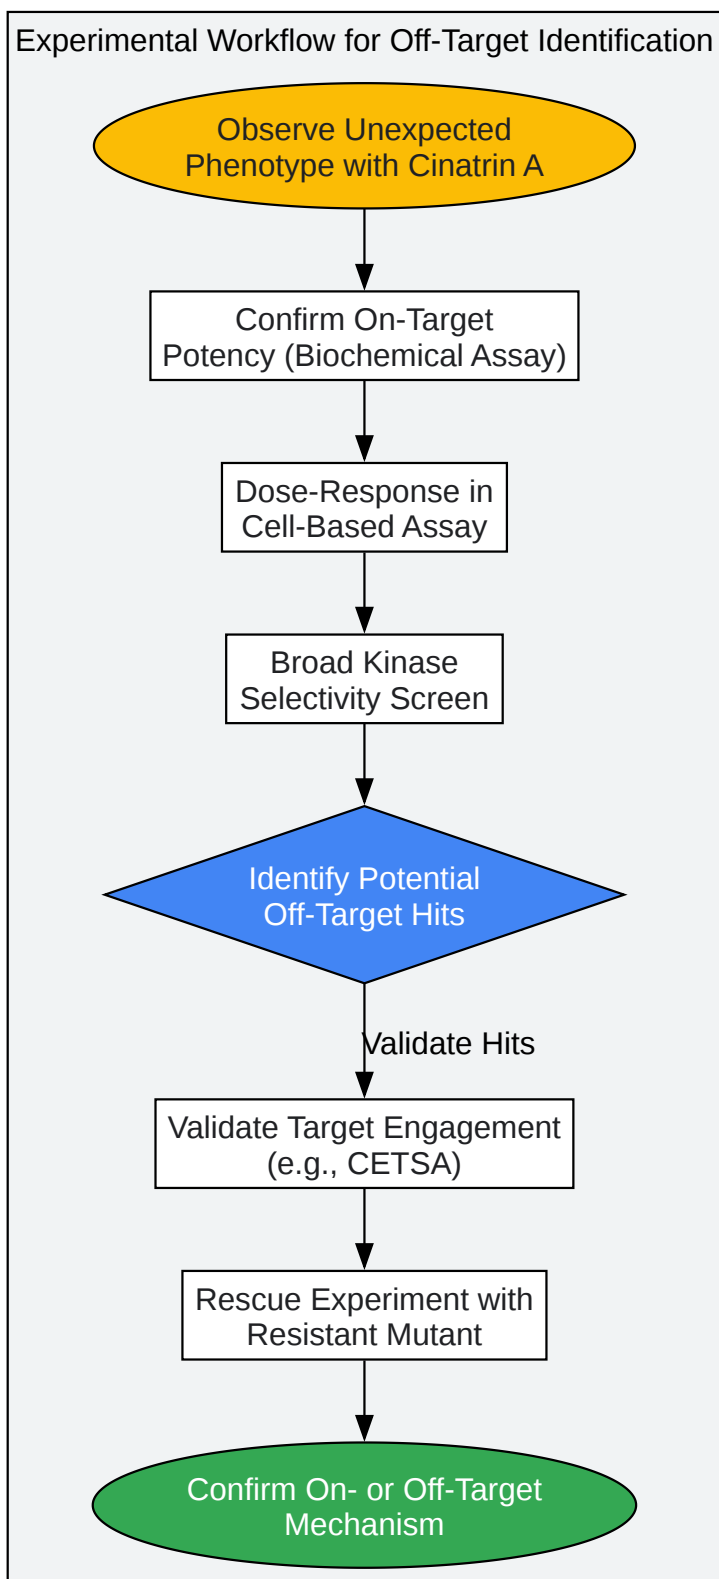 Experimental Workflow for Off-Target Identification
Observe Unexpected
Phenotype with Cinatrin A
Confirm On-Target
Potency (Biochemical Assay)
Dose-Response in
Cell-Based Assay
Broad Kinase
Selectivity Screen
Identify Potential
Off-Target Hits
Validate Hits
Validate Target Engagement
(e.g., CETSA)
Rescue Experiment with
Resistant Mutant
Confirm On- or Off-Target
Mechanism